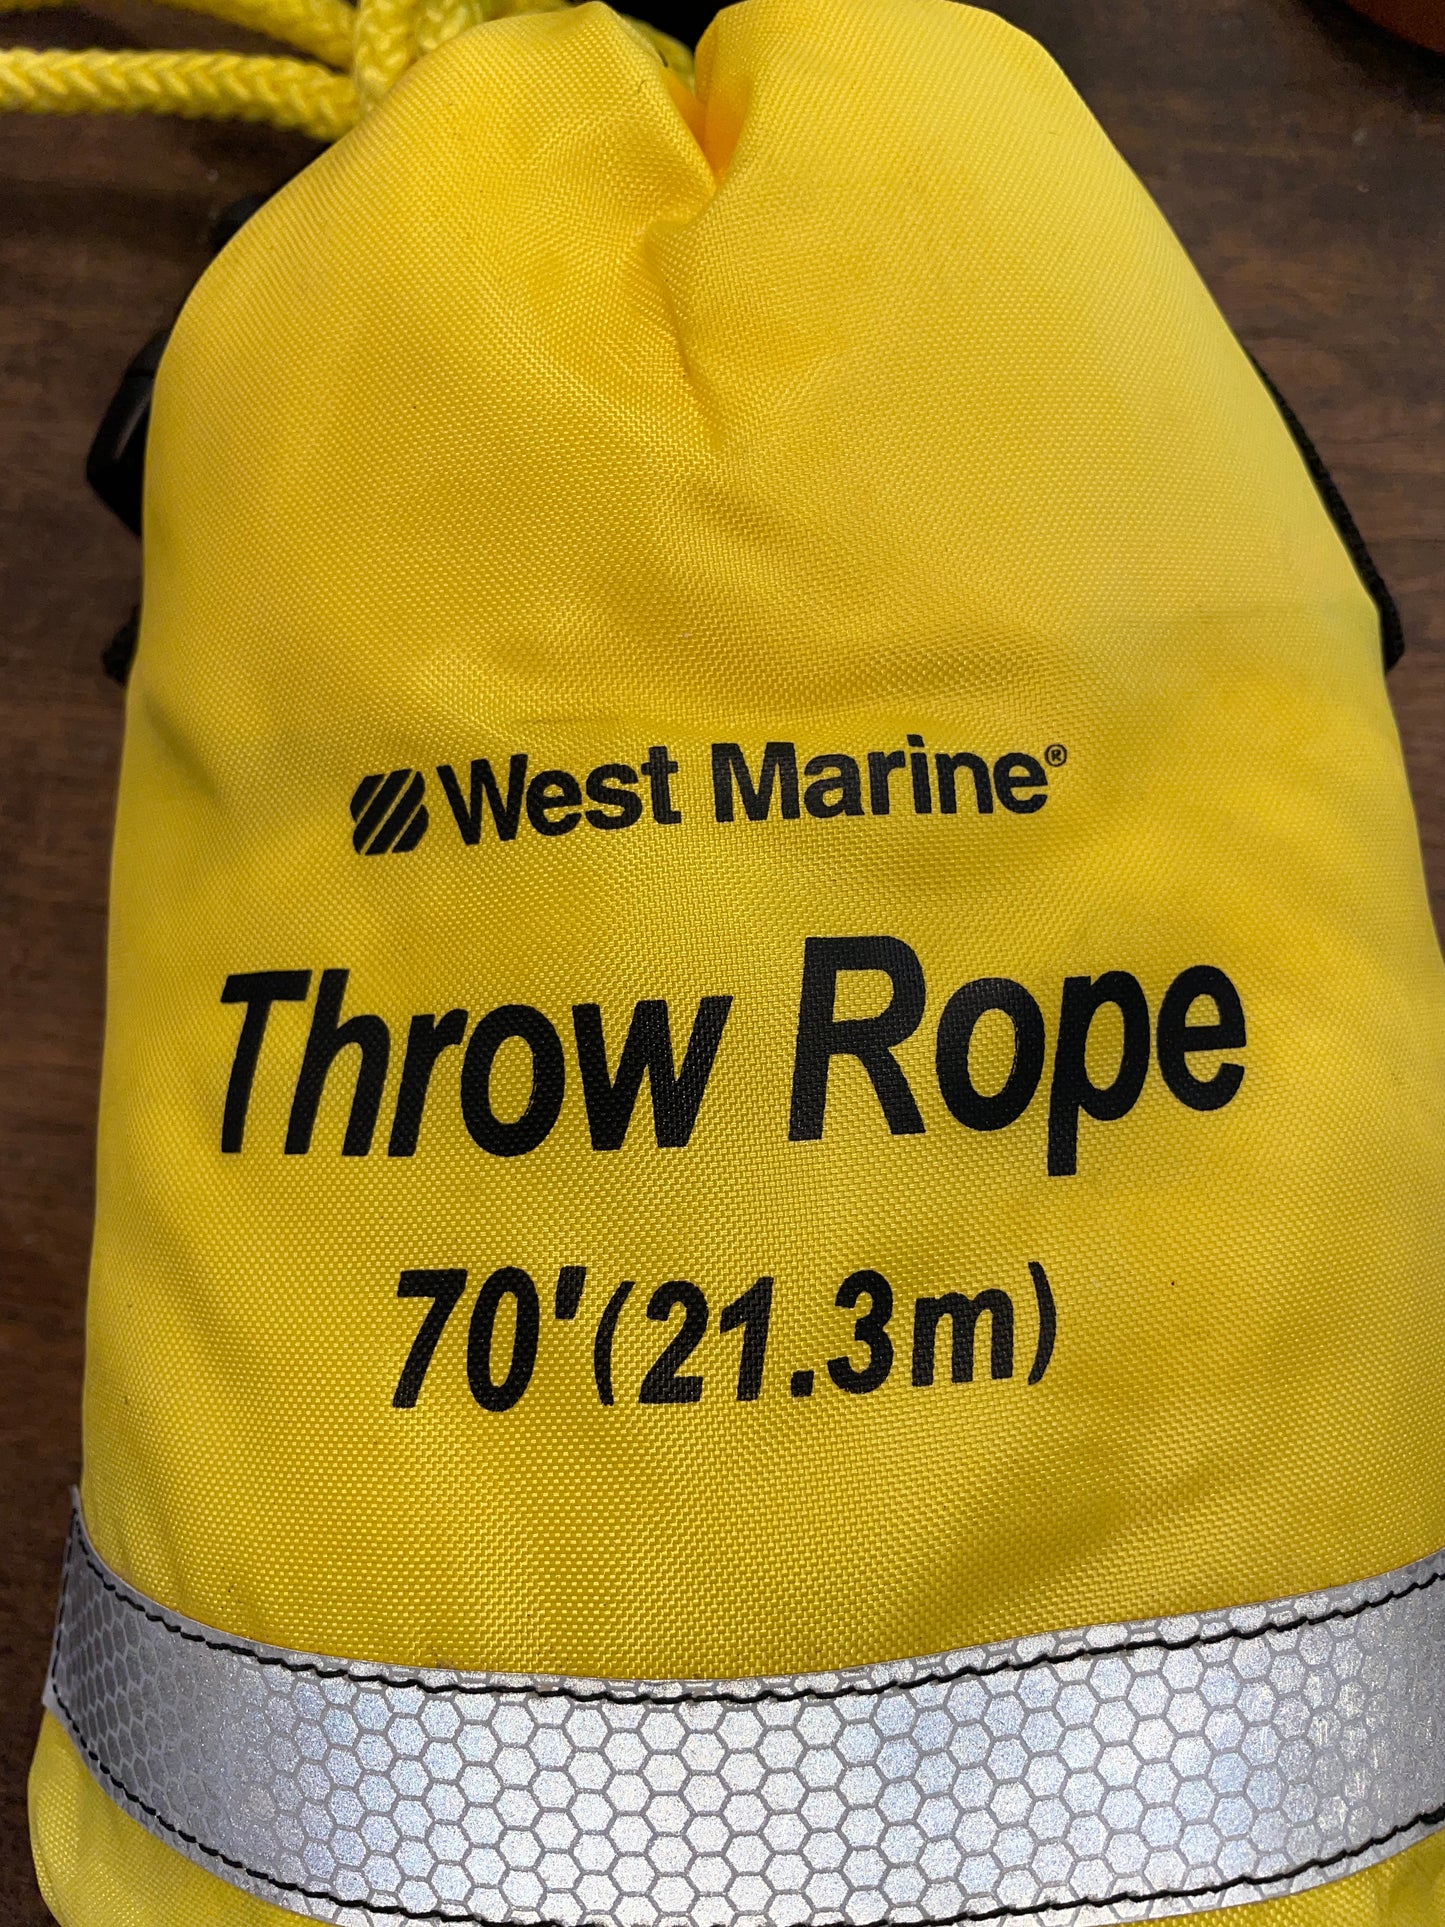 West Marine®
Throw Rope
70'(21.3m)